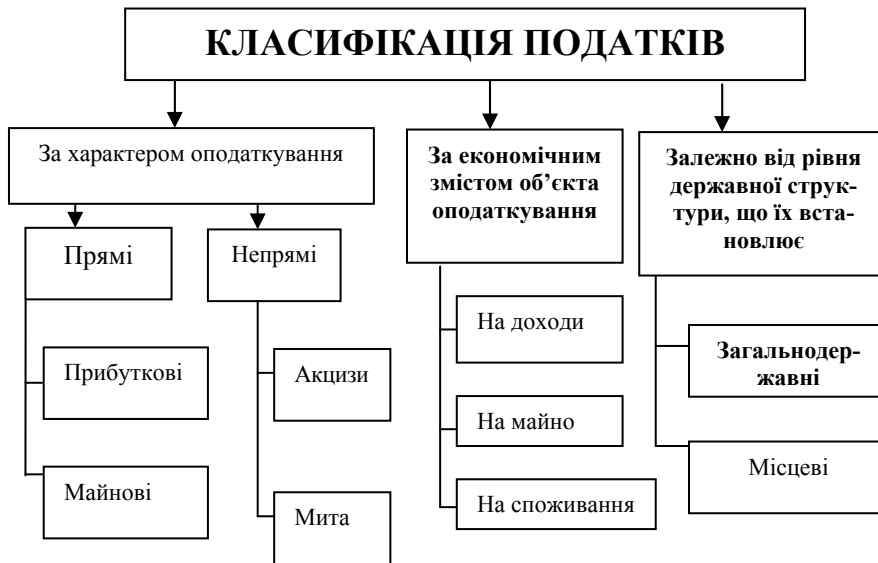 КЛАСИФІКАЦІЯ ПОДАТКІВ
За характером оподаткування
Прямі
Непрямі
Прибуткові
Майнові
Акцизи
Мита
За економічним
змістом об’єкта
оподаткування
На доходи
На майно
На споживання
Залежно від рівня
державної струк-
тури, що їх вста-
новлює
Загальнодер-
жавні
Місцеві